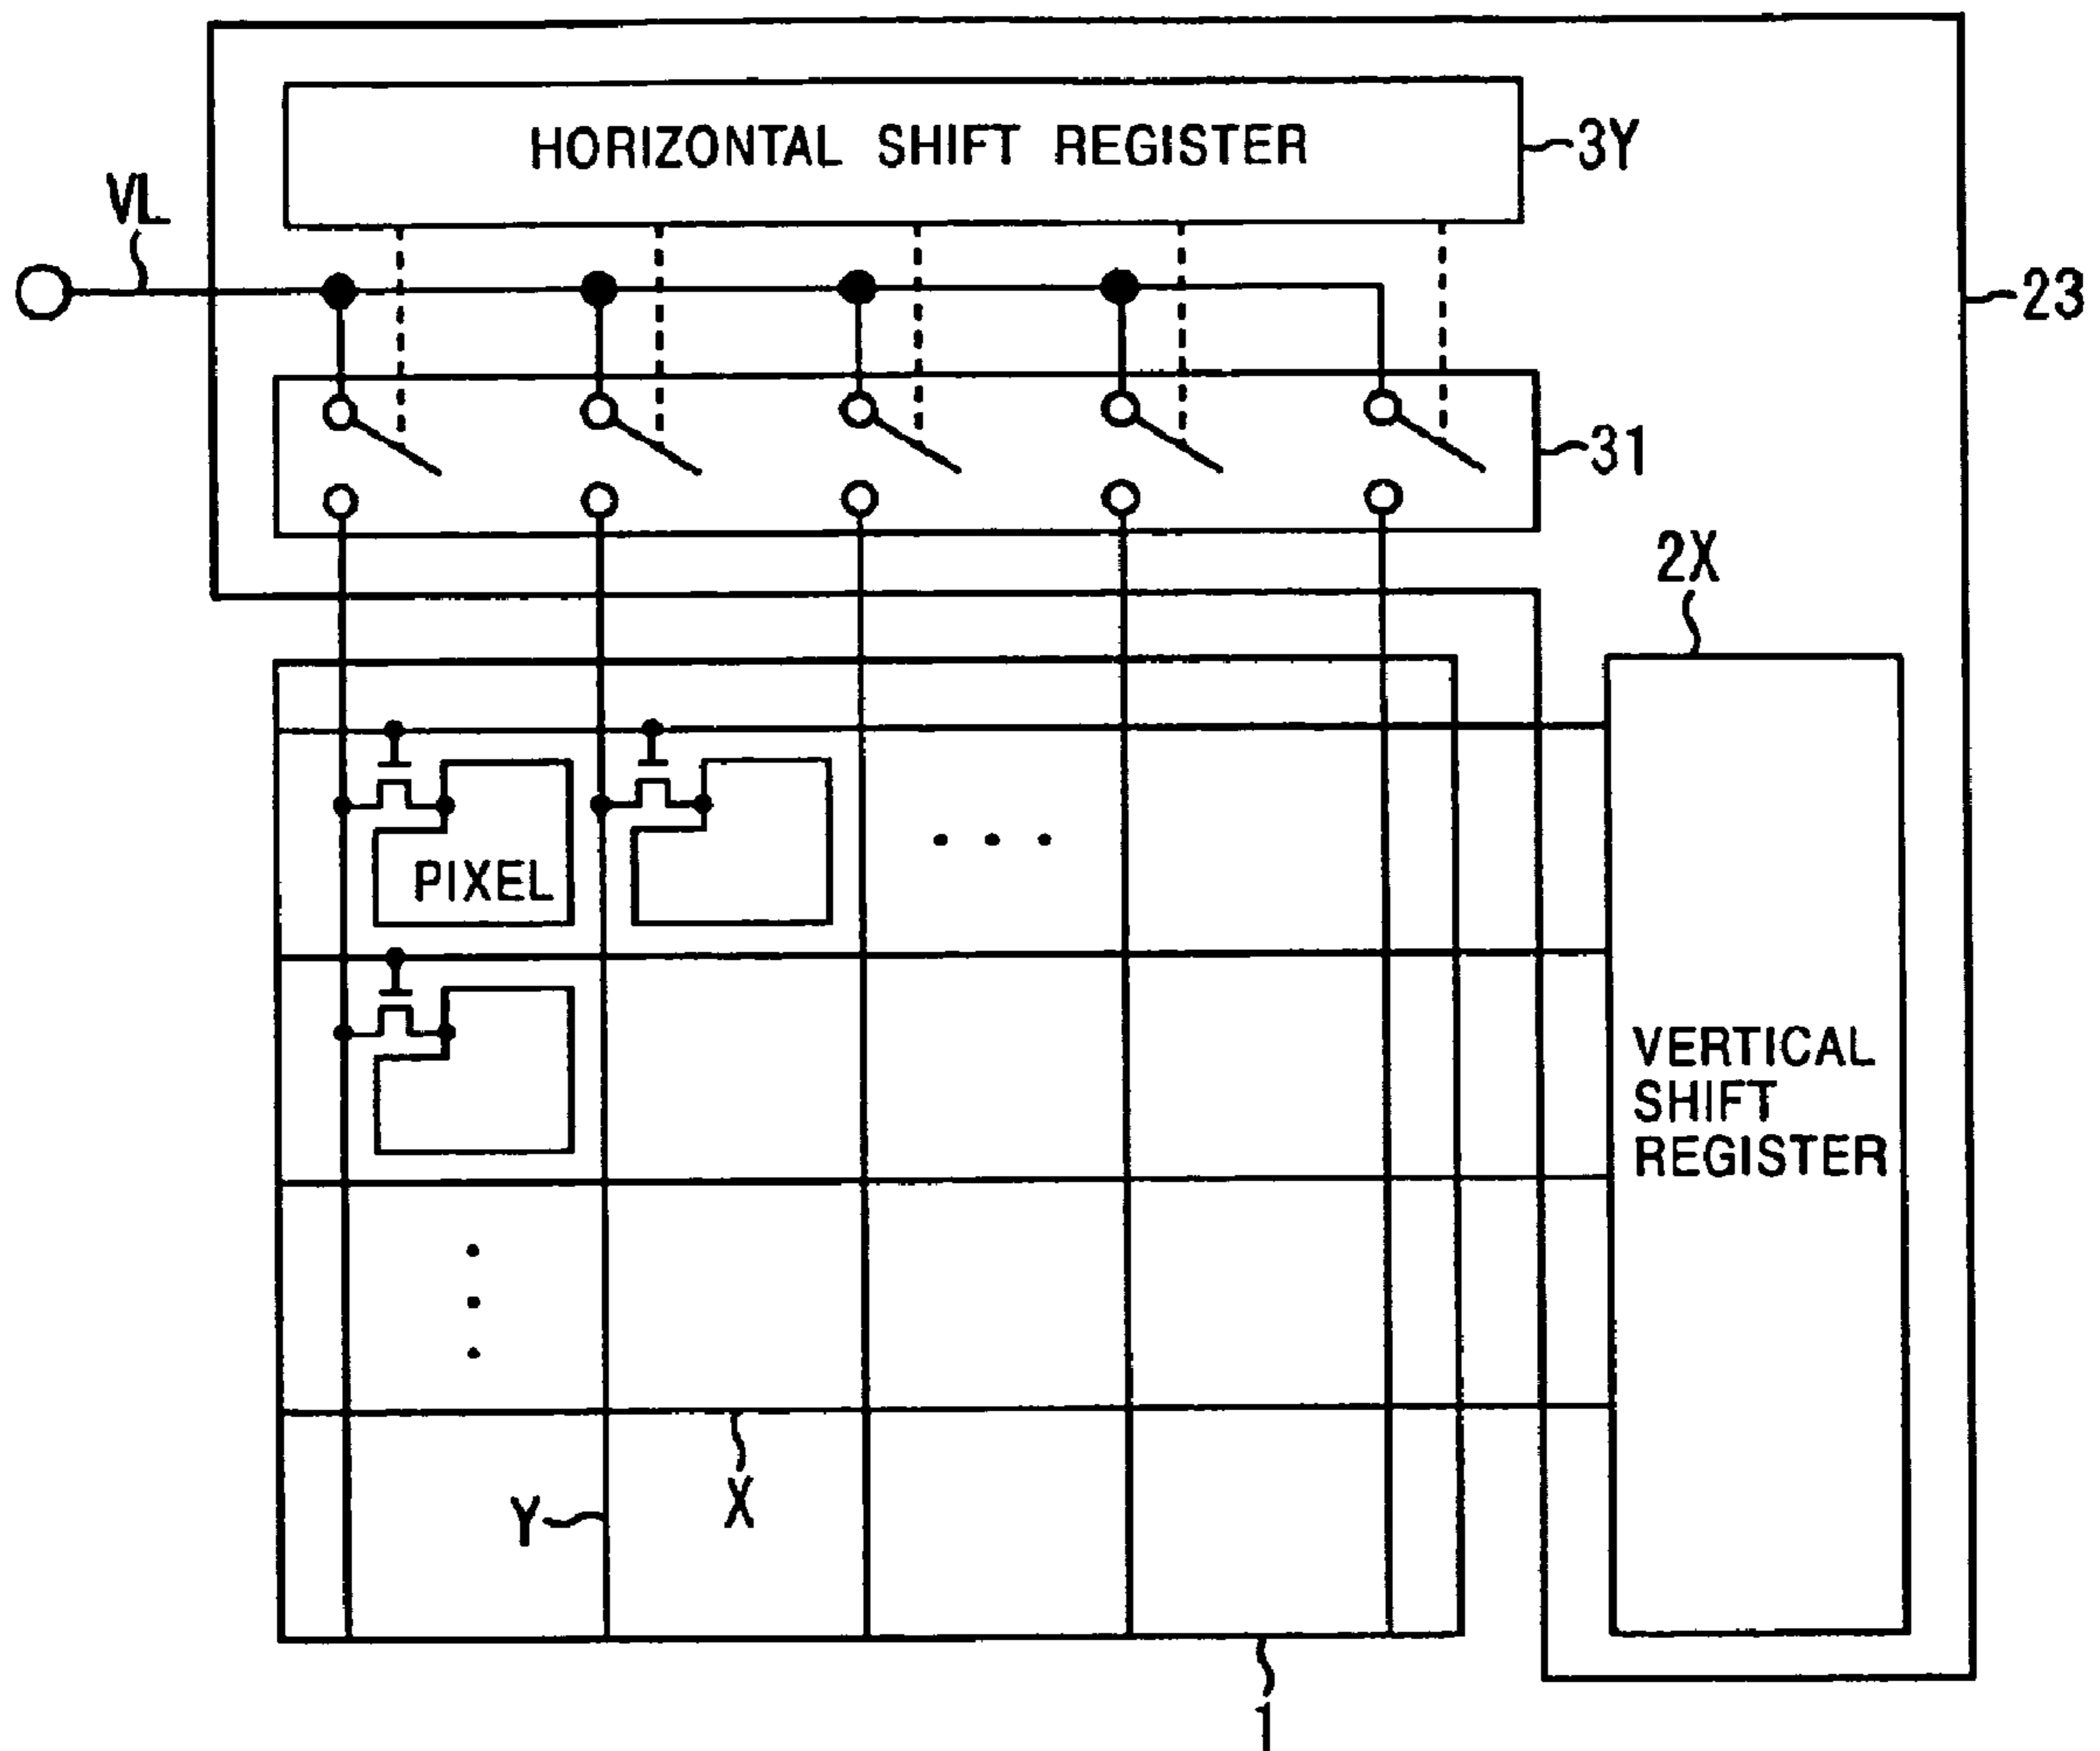 HORIZONTAL SHIFT REGISTER
3Y
VL
23
31
2X
PIXEL
VERTICAL
SHIFT
REGISTER
X
Y
1